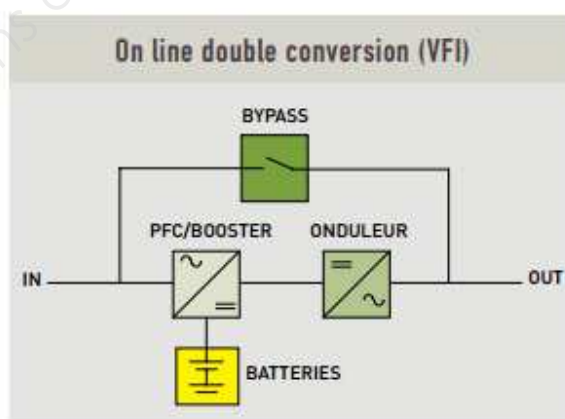 On line double conversion (VFI)
BYPASS
PFC/BOOSTER
ONDULEUR
IN
OUT
BATTERIES